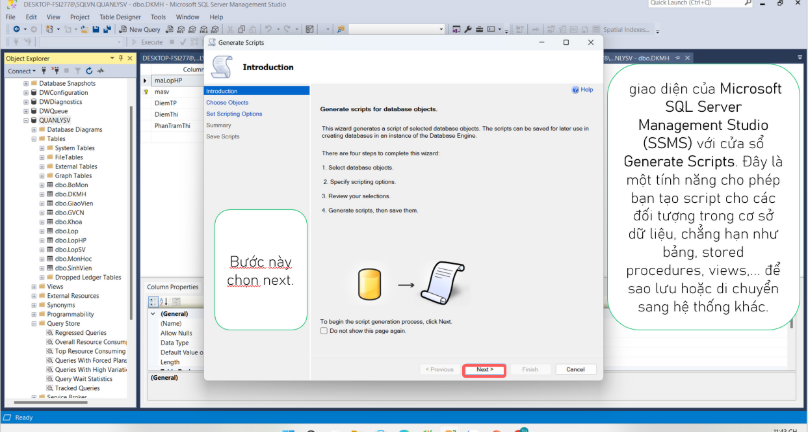 DESKTOP-FSI277@\SQLVN.QUANLYSV - dbo.DKMH - Microsoft SQL Server Management Studio
Quick Launch (Ctrl+Q)
File Edit View Project Table Designer Tools Window Help
New Query
Execute
Spatial Indexes...
Object Explorer
Connect
Database Snapshots
DWConfiguration
DWDiagnostics
DWQueue
QUANLYSV
Database Diagrams
Tables
System Tables
FileTables
External Tables
Graph Tables
dbo.BoMon
dbo.DKMH
dbo.GiaoVien
dbo.GVCN
dbo.Khoa
dbo.Lop
dbo.LopHP
dbo.LopSV
dbo.MonHoc
dbo.SinhVien
Dropped Ledger Tables
Views
External Resources
Synonyms
Programmability
Query Store
Regressed Queries
Overall Resource Consum
Top Resource Consuming
Queries With Forced Plans
Queries With High Variati
Query Wait Statistics
Tracked Queries
Service Broker
Colum
maLopHP
masv
DiemTP
DiemThi
PhanTramThi
Column Properties
(General)
(Name)
Allow Nulls
Data Type
Default Value o
Length
(General)
Generate Scripts
Introduction
Help
Introduction
Choose Objects
Set Scripting Options
Summary
Save Scripts
Generate scripts for database objects.
This wizard generates a script of selected database objects. The scripts can be saved for later use in
creating databases in an instance of the Database Engine.
There are four steps to complete this wizard:
1. Select database objects.
2. Specify scripting options.
3. Review your selections.
4. Generate scripts, then save them.
To begin the script generation process, click Next.
Do not show this page again.
< Previous Next > Finish Cancel
Bước này
chọn next.
giao diện của Microsoft
SQL Server
Management Studio
(SSMS) với cửa sổ
Generate Scripts. Đây là
một tính năng cho phép
bạn tạo script cho các
đối tượng trong cơ sở
dữ liệu, chẳng hạn như
bảng, stored
procedures, views,... để
sao lưu hoặc di chuyển
sang hệ thống khác.
Ready
11:43 CH